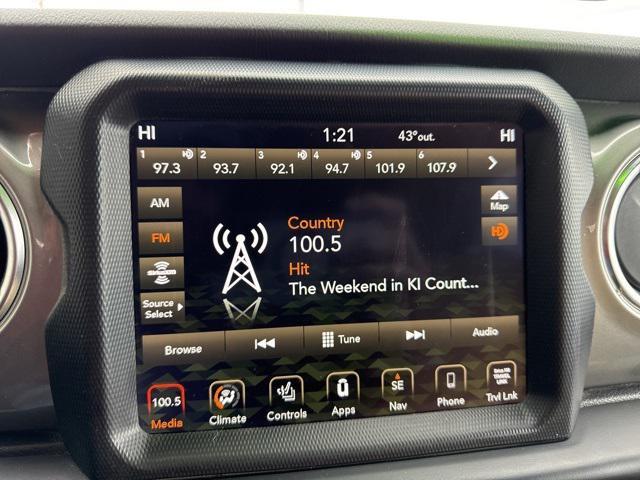 HI 1:21 43°out. HI
1 2 3 4 5 6
97.3 93.7 92.1 94.7 101.9 107.9
AM
Map
Country
100.5
FM
HD
Hit
SiriusXM
The Weekend in KI Count...
Source
Select
Browse Tune Audio
100.5 SE
Media Climate Controls Apps Nav Phone Trvl Lnk